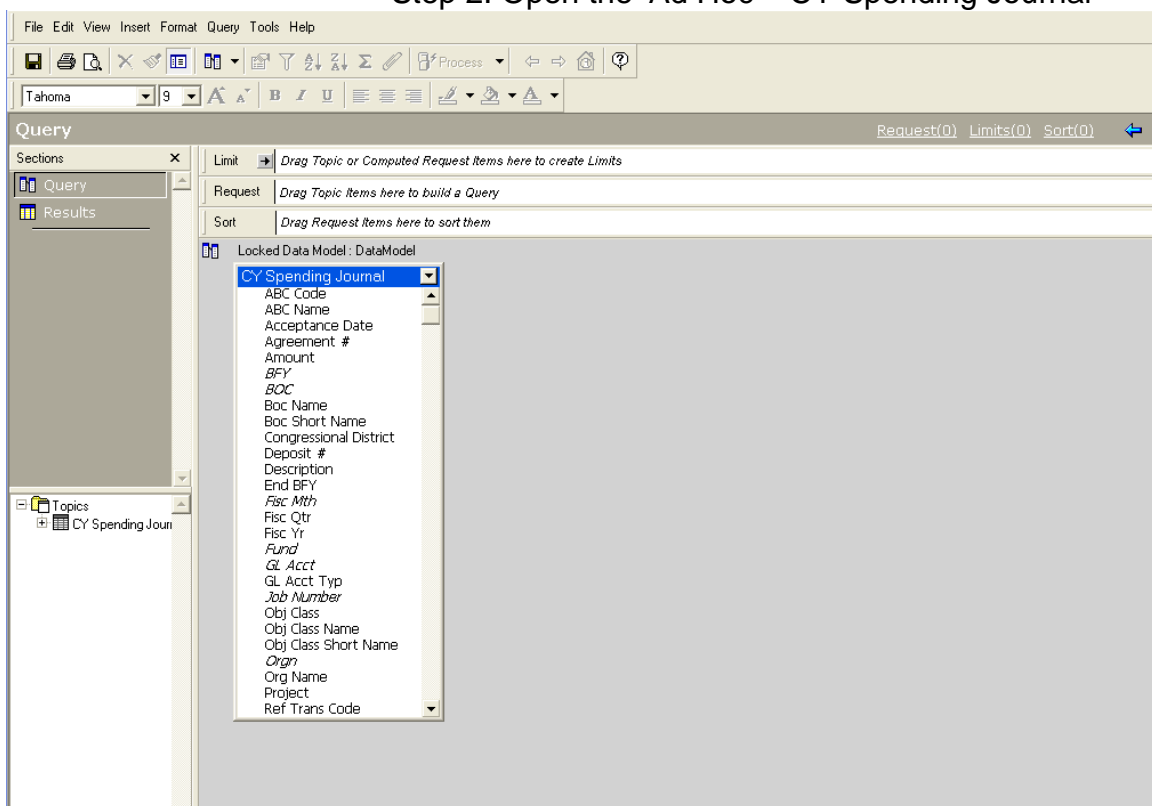 Step 2: Open the "Ad Hoc – CY Spending Journal"
File Edit View Insert Format Query Tools Help
Process
Tahoma 9 A A B I U A
Query Request(0) Limits(0) Sort(0)
Sections x
Query
Results
Limit Drag Topic or Computed Request Items here to create Limits
Request Drag Topic Items here to build a Query
Sort Drag Request Items here to sort them
Locked Data Model : DataModel
CY Spending Journal
ABC Code
ABC Name
Acceptance Date
Agreement #
Amount
BFY
BOC
Boc Name
Boc Short Name
Congressional District
Deposit #
Description
End BFY
Fisc Mth
Fisc Qtr
Fisc Yr
Fund
GL Acct
GL Acct Typ
Job Number
Obj Class
Obj Class Name
Obj Class Short Name
Orgn
Org Name
Project
Ref Trans Code
Topics
CY Spending Journ